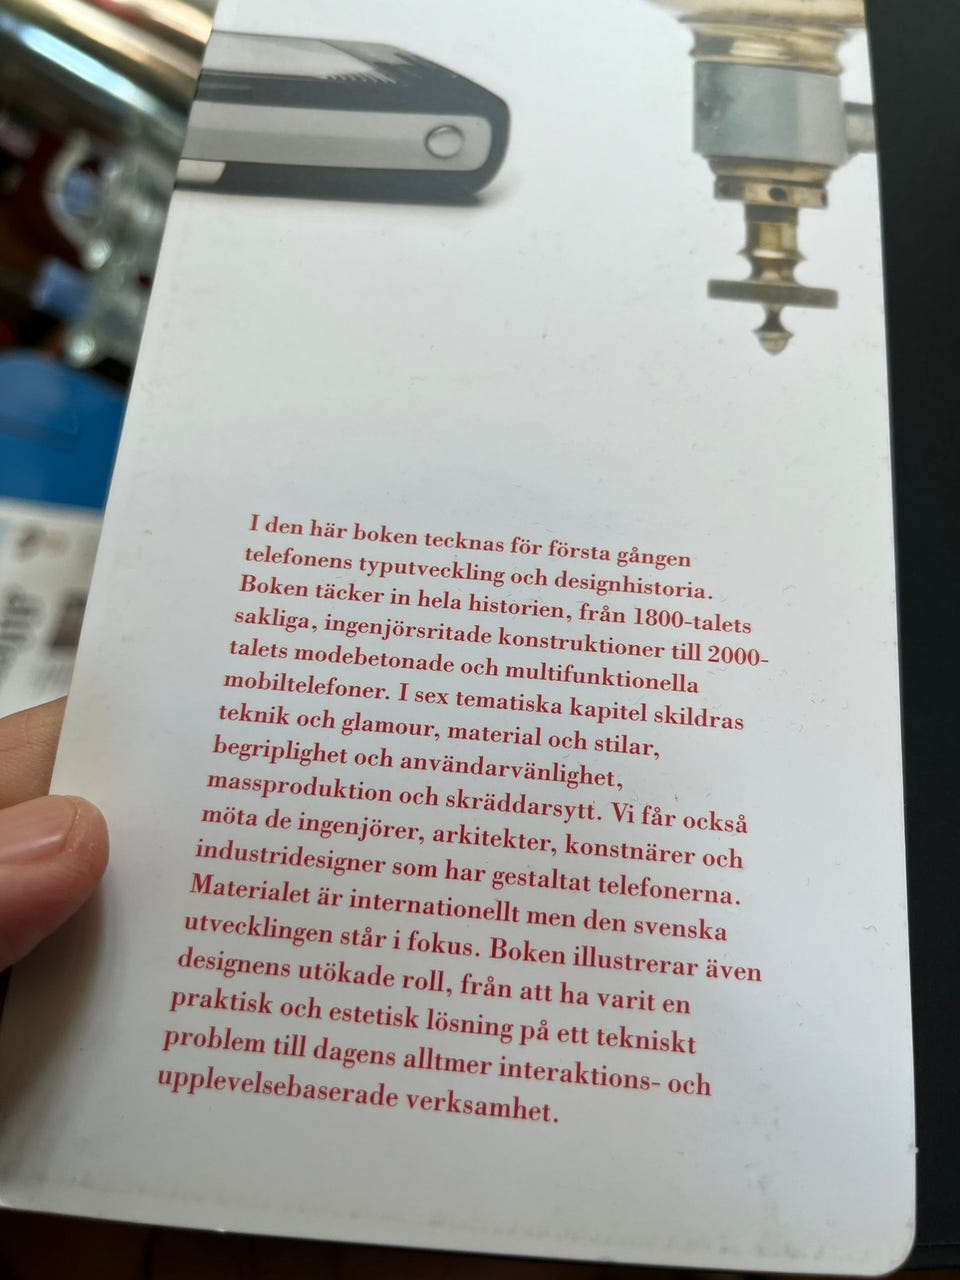 I den här boken tecknas för första gången
telefonens typutveckling och designhistoria.
Boken täcker in hela historien, från 1800-talets
sakliga, ingenjörsritade konstruktioner till 2000-
talets modebetonade och multifunktionella
mobiltelefoner. I sex tematiska kapitel skildras
teknik och glamour, material och stilar,
begriplighet och användarvänlighet,
massproduktion och skräddarsytt. Vi får också
möta de ingenjörer, arkitekter, konstnärer och
industridesigner som har gestaltat telefonerna.
Materialet är internationellt men den svenska
utvecklingen står i fokus. Boken illustrerar även
designens utökade roll, från att ha varit en
praktisk och estetisk lösning på ett tekniskt
problem till dagens alltmer interaktions- och
upplevelsebaserade verksamhet.